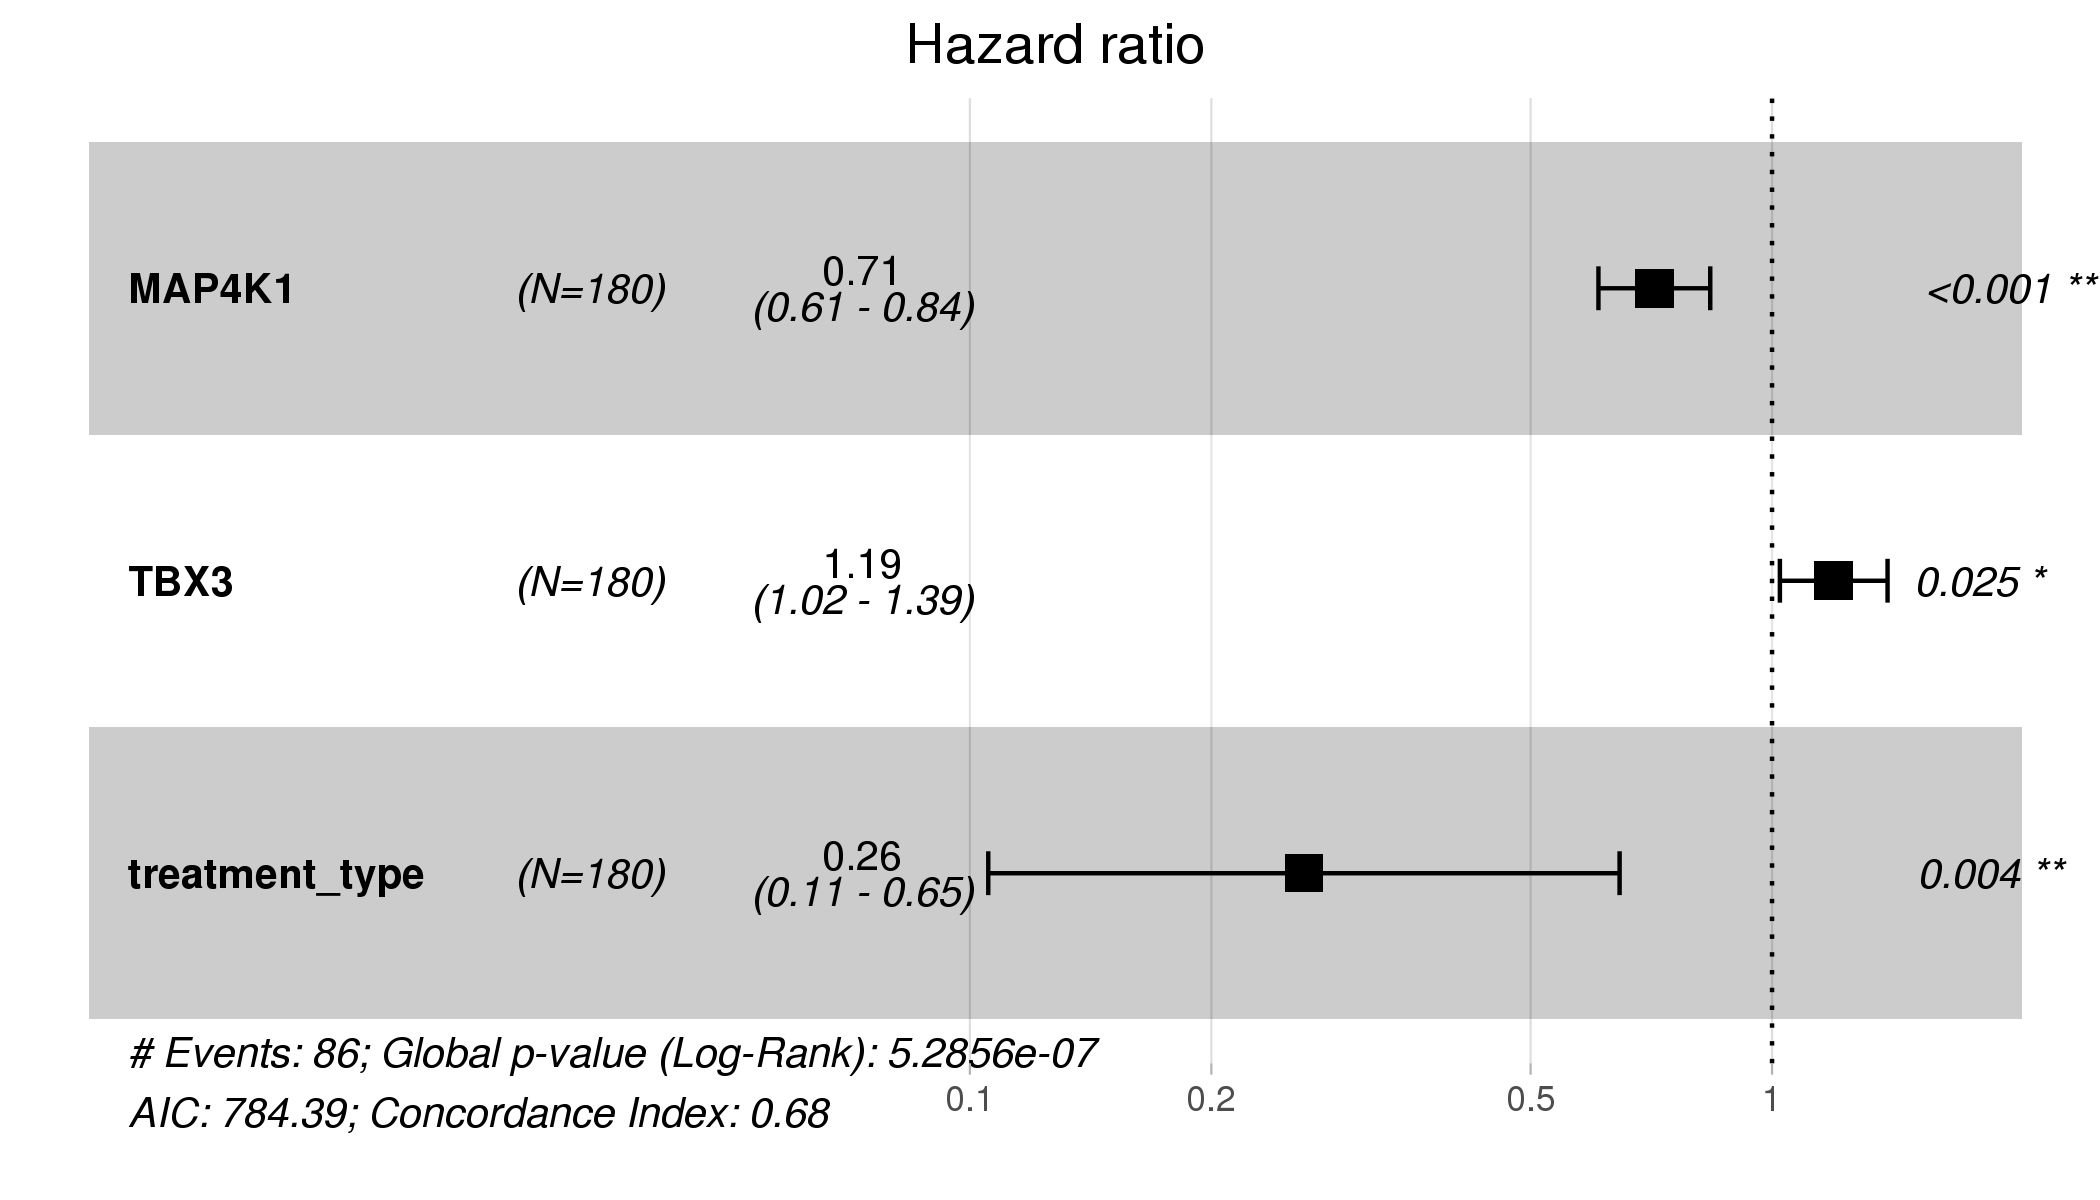 Hazard ratio
MAP4K1 (N=180) 0.71 (0.61 - 0.84) <0.001 **
TBX3 (N=180) 1.19 (1.02 - 1.39) 0.025 *
treatment_type (N=180) 0.26 (0.11 - 0.65) 0.004 **
# Events: 86; Global p-value (Log-Rank): 5.2856e-07
AIC: 784.39; Concordance Index: 0.68
0.1 0.2 0.5 1